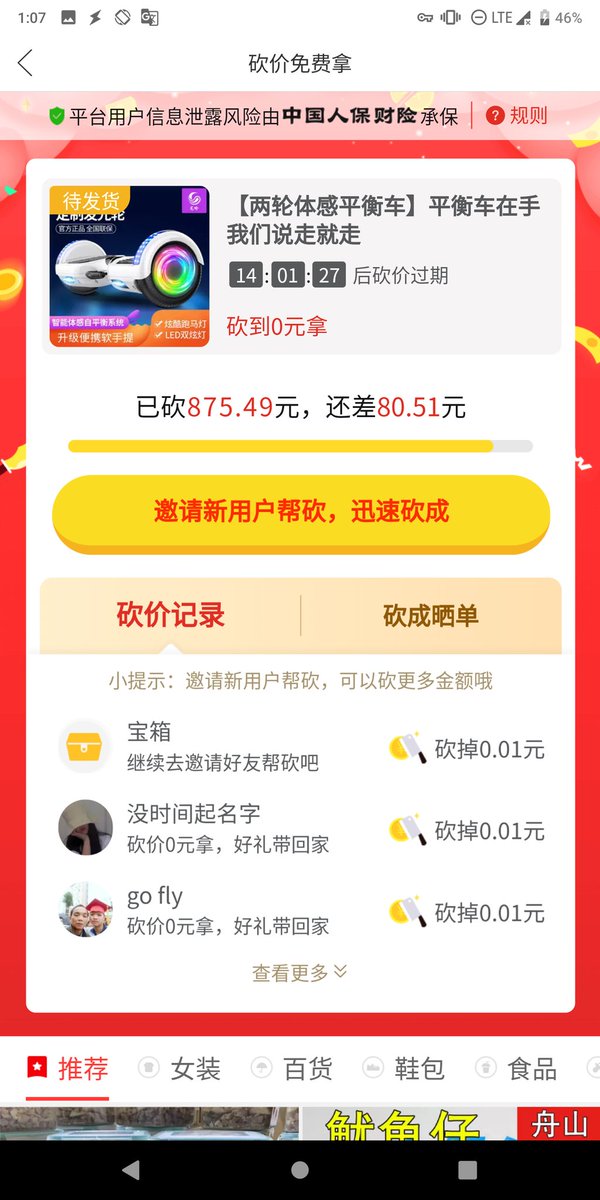 1:07
LTE
46%
砍价免费拿
平台用户信息泄露风险由中国人保财险承保
规则
待发货
定制发光轮
官方正品 全国联保
智能体感自平衡系统
升级便携软手提
炫酷跑马灯
LED双炫灯
【两轮体感平衡车】平衡车在手
我们说走就走
14:01:27 后砍价过期
砍到0元拿
已砍875.49元，还差80.51元
邀请新用户帮砍，迅速砍成
砍价记录
砍成晒单
小提示：邀请新用户帮砍，可以砍更多金额哦
宝箱
继续去邀请好友帮砍吧
砍掉0.01元
没时间起名字
砍价0元拿，好礼带回家
砍掉0.01元
go fly
砍价0元拿，好礼带回家
砍掉0.01元
查看更多
推荐
女装
百货
鞋包
食品
鱿鱼仔
舟山